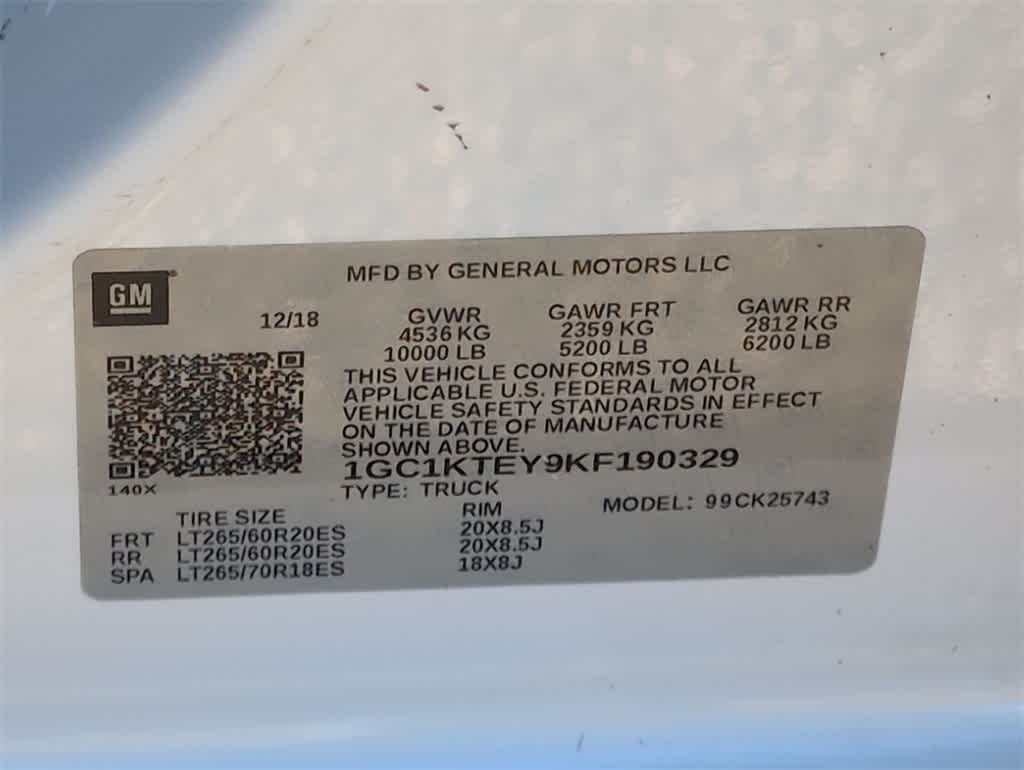 MFD BY GENERAL MOTORS LLC
GM
12/18
GVWR GAWR FRT GAWR RR
4536 KG 2359 KG 2812 KG
10000 LB 5200 LB 6200 LB
THIS VEHICLE CONFORMS TO ALL
APPLICABLE U.S. FEDERAL MOTOR
VEHICLE SAFETY STANDARDS IN EFFECT
ON THE DATE OF MANUFACTURE
SHOWN ABOVE.
1GC1KTEY9KF190329
140X
TYPE: TRUCK MODEL: 99CK25743
TIRE SIZE RIM
FRT LT265/60R20ES 20X8.5J
RR LT265/60R20ES 20X8.5J
SPA LT265/70R18ES 18X8J